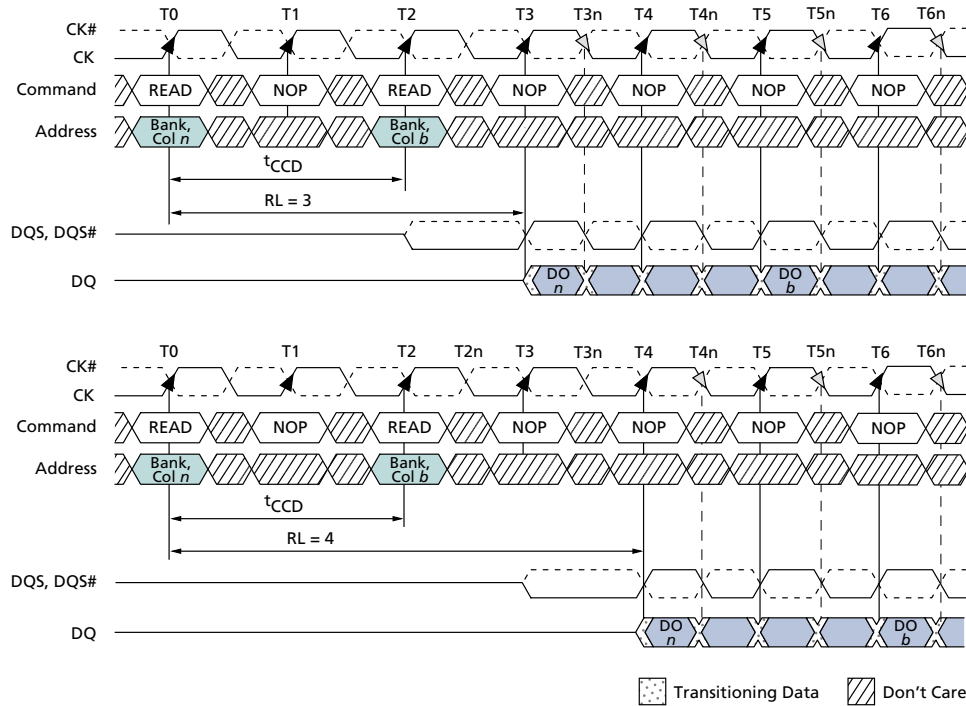 T0 T1 T2 T3 T3n T4 T4n T5 T5n T6 T6n
CK#
CK
Command READ NOP READ NOP NOP NOP NOP
Address Bank, Col n Bank, Col b
tCCD
RL = 3
DQS, DQS#
DQ DO n DO b
T0 T1 T2 T2n T3 T3n T4 T4n T5 T5n T6 T6n
CK#
CK
Command READ NOP READ NOP NOP NOP NOP
Address Bank, Col n Bank, Col b
tCCD
RL = 4
DQS, DQS#
DQ DO n DO b
Transitioning Data Don't Care